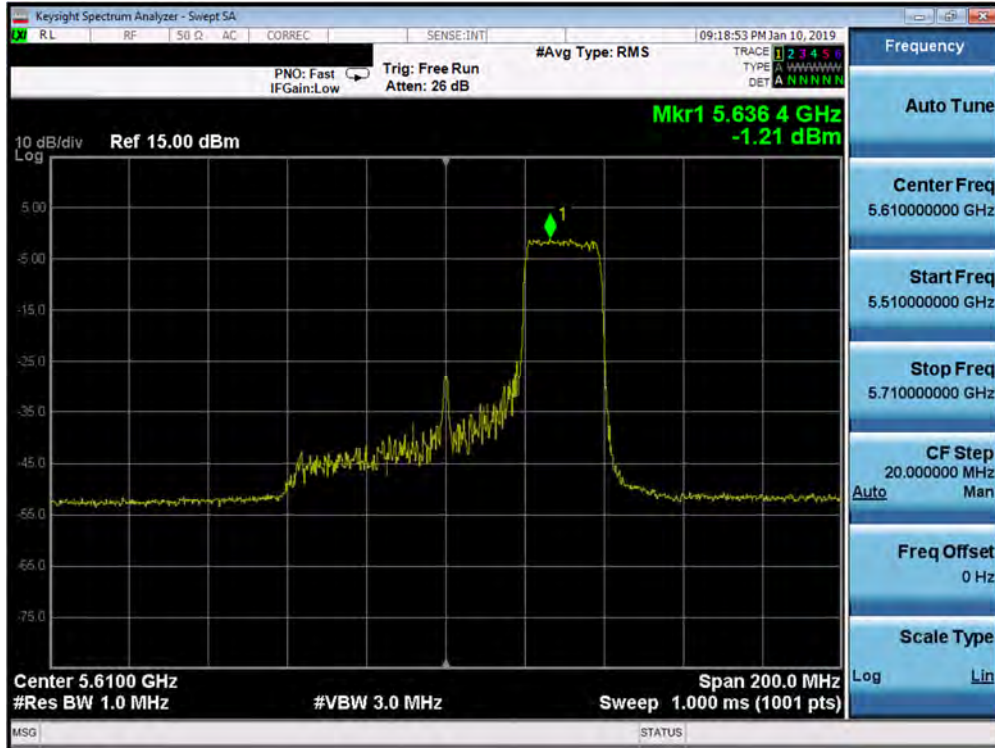 Keysight Spectrum Analyzer - Swept SA
LXI RL RF 50 Ω AC CORREC SENSE:INT 09:18:53 PM Jan 10, 2019
#Avg Type: RMS
TRACE 1 2 3 4 5 6
TYPE A WWWWW
DET A N N N N N
PNO: Fast Trig: Free Run
IFGain:Low Atten: 26 dB
Mkr1 5.636 4 GHz
-1.21 dBm
10 dB/div Ref 15.00 dBm
Log
1
5.00
-5.00
-15.0
-25.0
-35.0
-45.0
-55.0
-65.0
-75.0
Center 5.6100 GHz Span 200.0 MHz
#Res BW 1.0 MHz #VBW 3.0 MHz Sweep 1.000 ms (1001 pts)
MSG STATUS
Frequency
Auto Tune
Center Freq
5.610000000 GHz
Start Freq
5.510000000 GHz
Stop Freq
5.710000000 GHz
CF Step
20.000000 MHz
Auto Man
Freq Offset
0 Hz
Scale Type
Log Lin